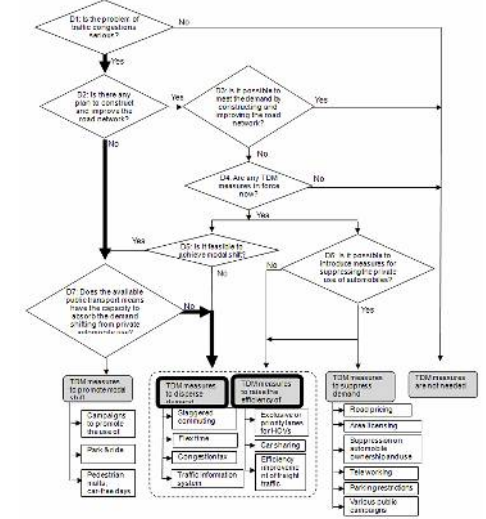 D1: Is the problem of
traffic congestions
serious?
No
Yes
D2: Is there any
plan to construct
and improve the
road network?
Yes
D3: Is it possible to
meet the demand by
constructing and
improving the road
network?
Yes
No
No
D4: Are any TDM
measures in force
now?
No
Yes
Yes
D5: Is it feasible to
achieve modal shift?
No
D6: Is it possible to
introduce measures for
suppressing the private
use of automobiles?
No
Yes
D7: Does the available
public transport means
have the capacity to
absorb the demand
shifting from private
No
TDM measures
to promote modal
shift
TDM measures
to disperse
demand
TDM measures
to raise the
efficiency of
TDM measures
to suppress
demand
TDM measures
are not needed
Campaigns
to promote
the use of
Park & ride
Pedestrian
malls,
car-free days
Staggered
commuting
Flex time
Congestion tax
Traffic information
system
Exclusive or
priority lanes
for HOVs
Car sharing
Efficiency
improveme
nt of freight
traffic
Road pricing
Area licensing
Suppression on
automobile
ownership and use
Teleworking
Parking restrictions
Various public
campaigns